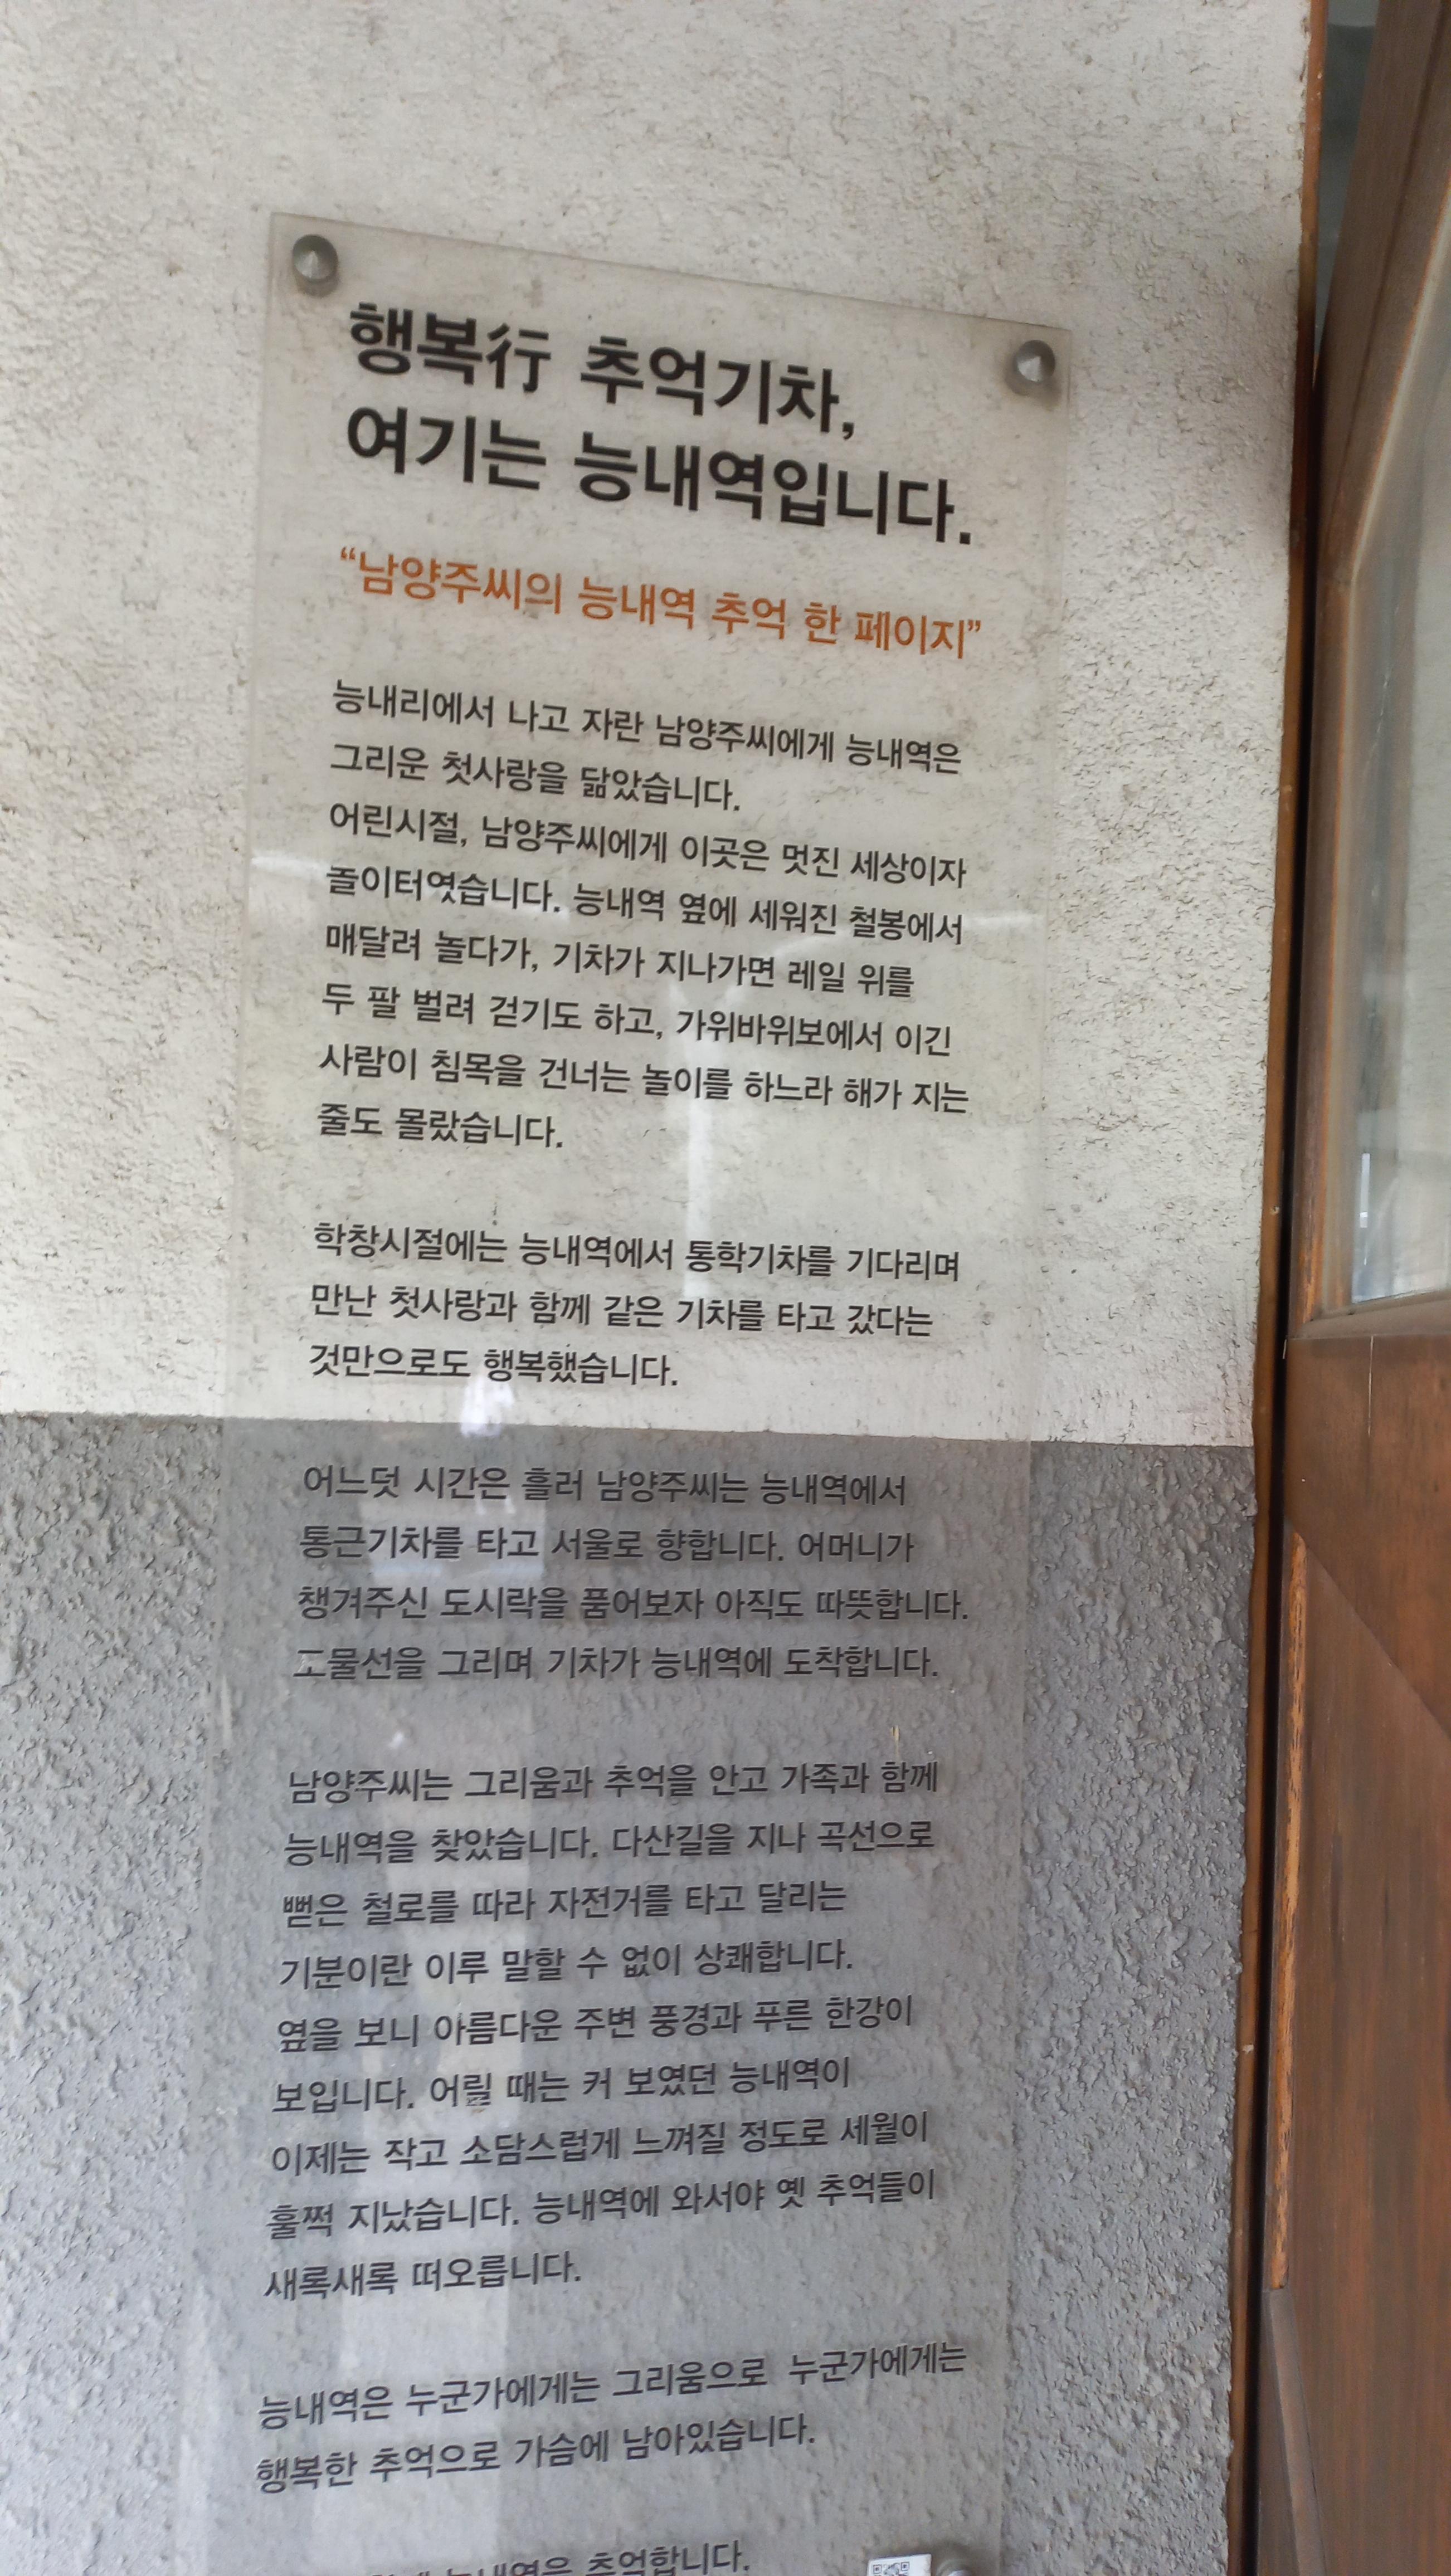 행복行 추억기차,
여기는 능내역입니다.
“남양주씨의 능내역 추억 한 페이지”
능내리에서 나고 자란 남양주씨에게 능내역은
그리운 첫사랑을 닮았습니다.
어린시절, 남양주씨에게 이곳은 멋진 세상이자
놀이터엿습니다. 능내역 옆에 세워진 철봉에서
매달려 놀다가, 기차가 지나가면 레일 위를
두 팔 벌려 걷기도 하고, 가위바위보에서 이긴
사람이 침목을 건너는 놀이를 하느라 해가 지는
줄도 몰랐습니다.
학창시절에는 능내역에서 통학기차를 기다리며
만난 첫사랑과 함께 같은 기차를 타고 갔다는
것만으로도 행복했습니다.
어느덧 시간은 흘러 남양주씨는 능내역에서
통근기차를 타고 서울로 향합니다. 어머니가
챙겨주신 도시락을 품어보자 아직도 따뜻합니다.
그리며 기차가 능내역에 도착합니다.
남양주씨는 그리움과 추억을 안고 가족과 함께
능내역을 찾았습니다. 다산길을 지나 곡선으로
뻗은 철로를 따라 자전거를 타고 달리는
기분이란 이루 말할 수 없이 상쾌합니다.
옆을 보니 아름다운 주변 풍경과 푸른 한강이
보입니다. 어릴 때는 커 보였던 능내역이
이제는 작고 소담스럽게 느껴질 정도로 세월이
훌쩍 지났습니다. 능내역에 와서야 옛 추억들이
새록새록 떠오릅니다.
능내역은 누군가에게는 그리움으로 누군가에게는
행복한 추억으로 가슴에 남아있습니다.
능내역을 추억합니다.